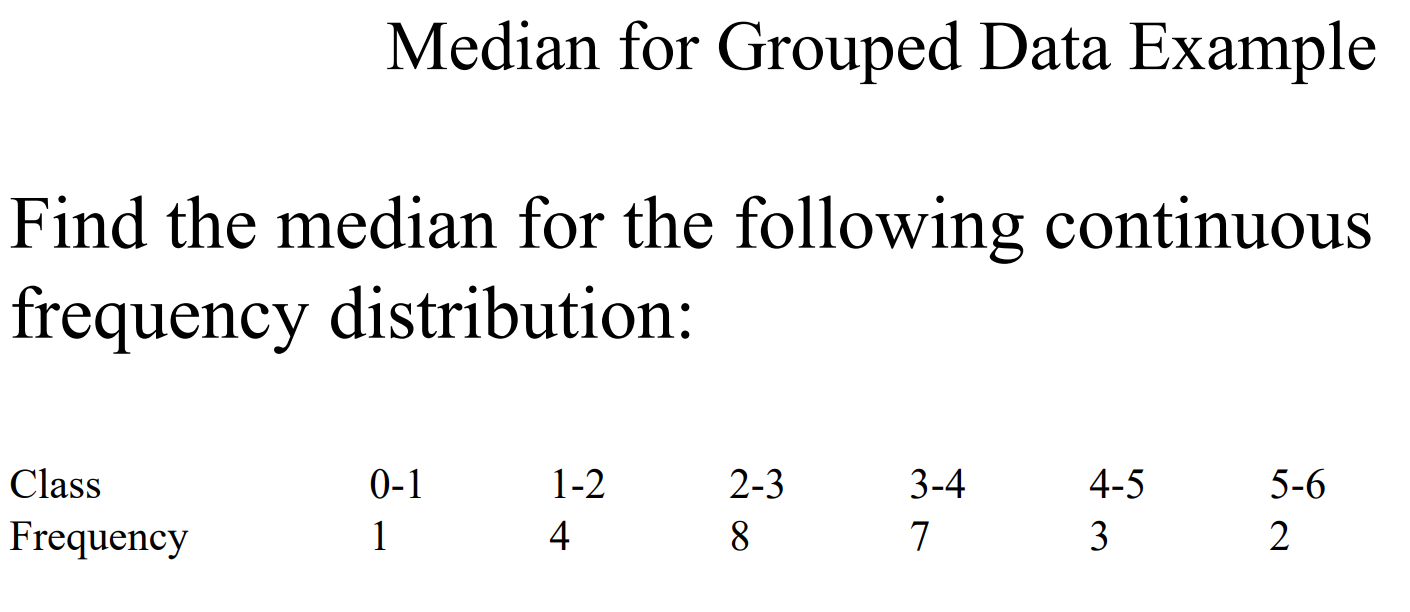 Median for Grouped Data Example
Find the median for the following continuous
frequency distribution:
Class 0-1 1-2 2-3 3-4 4-5 5-6
Frequency 1 4 8 7 3 2